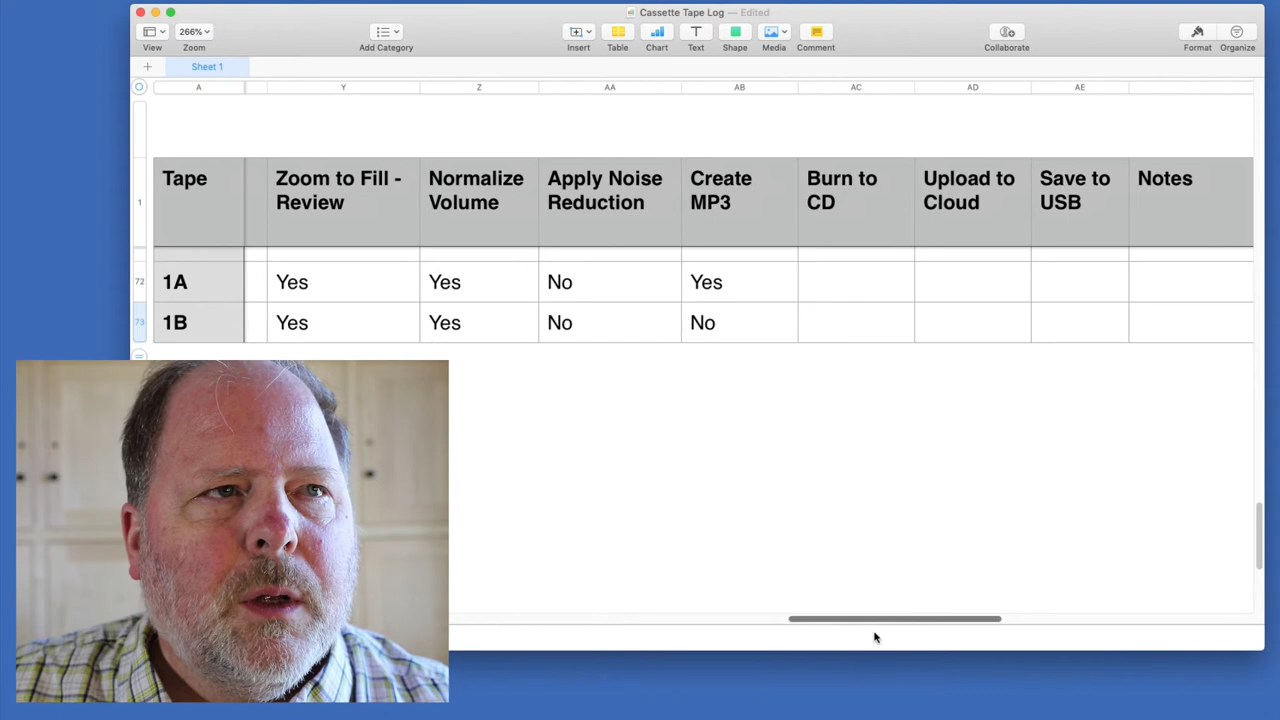 Cassette Tape Log — Edited
266%
View Zoom Add Category Insert Table Chart Text Shape Media Comment Collaborate Format Organize
Sheet 1
A Y Z AA AB AC AD AE
Tape Zoom to Fill - Normalize Apply Noise Create Burn to Upload to Save to Notes
1 Review Volume Reduction MP3 CD Cloud USB
72 1A Yes Yes No Yes
73 1B Yes Yes No No